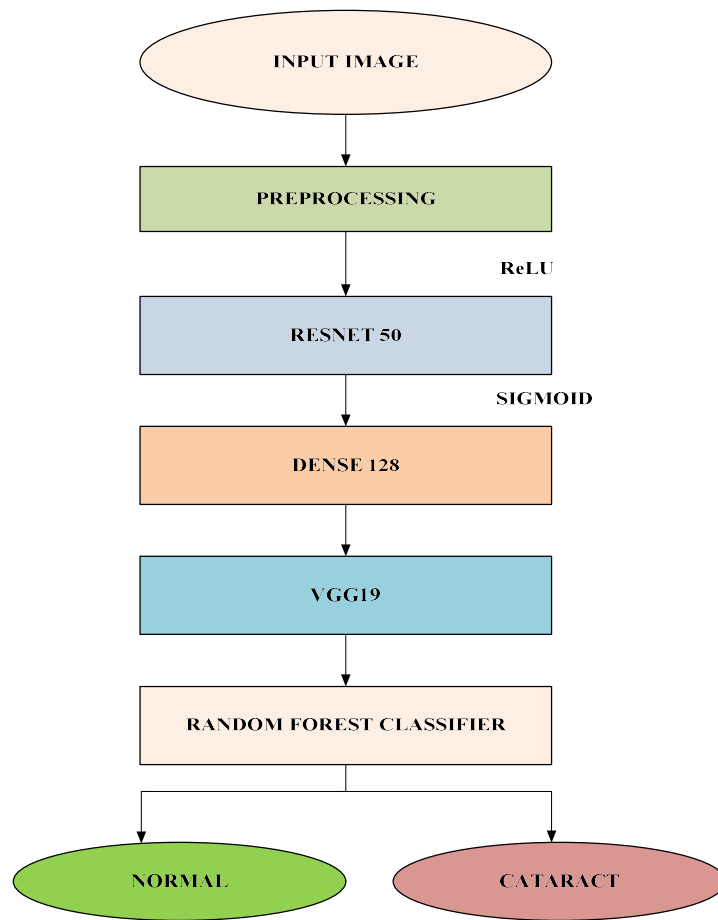 INPUT IMAGE
PREPROCESSING
ReLU
RESNET 50
SIGMOID
DENSE 128
VGG19
RANDOM FOREST CLASSIFIER
NORMAL
CATARACT